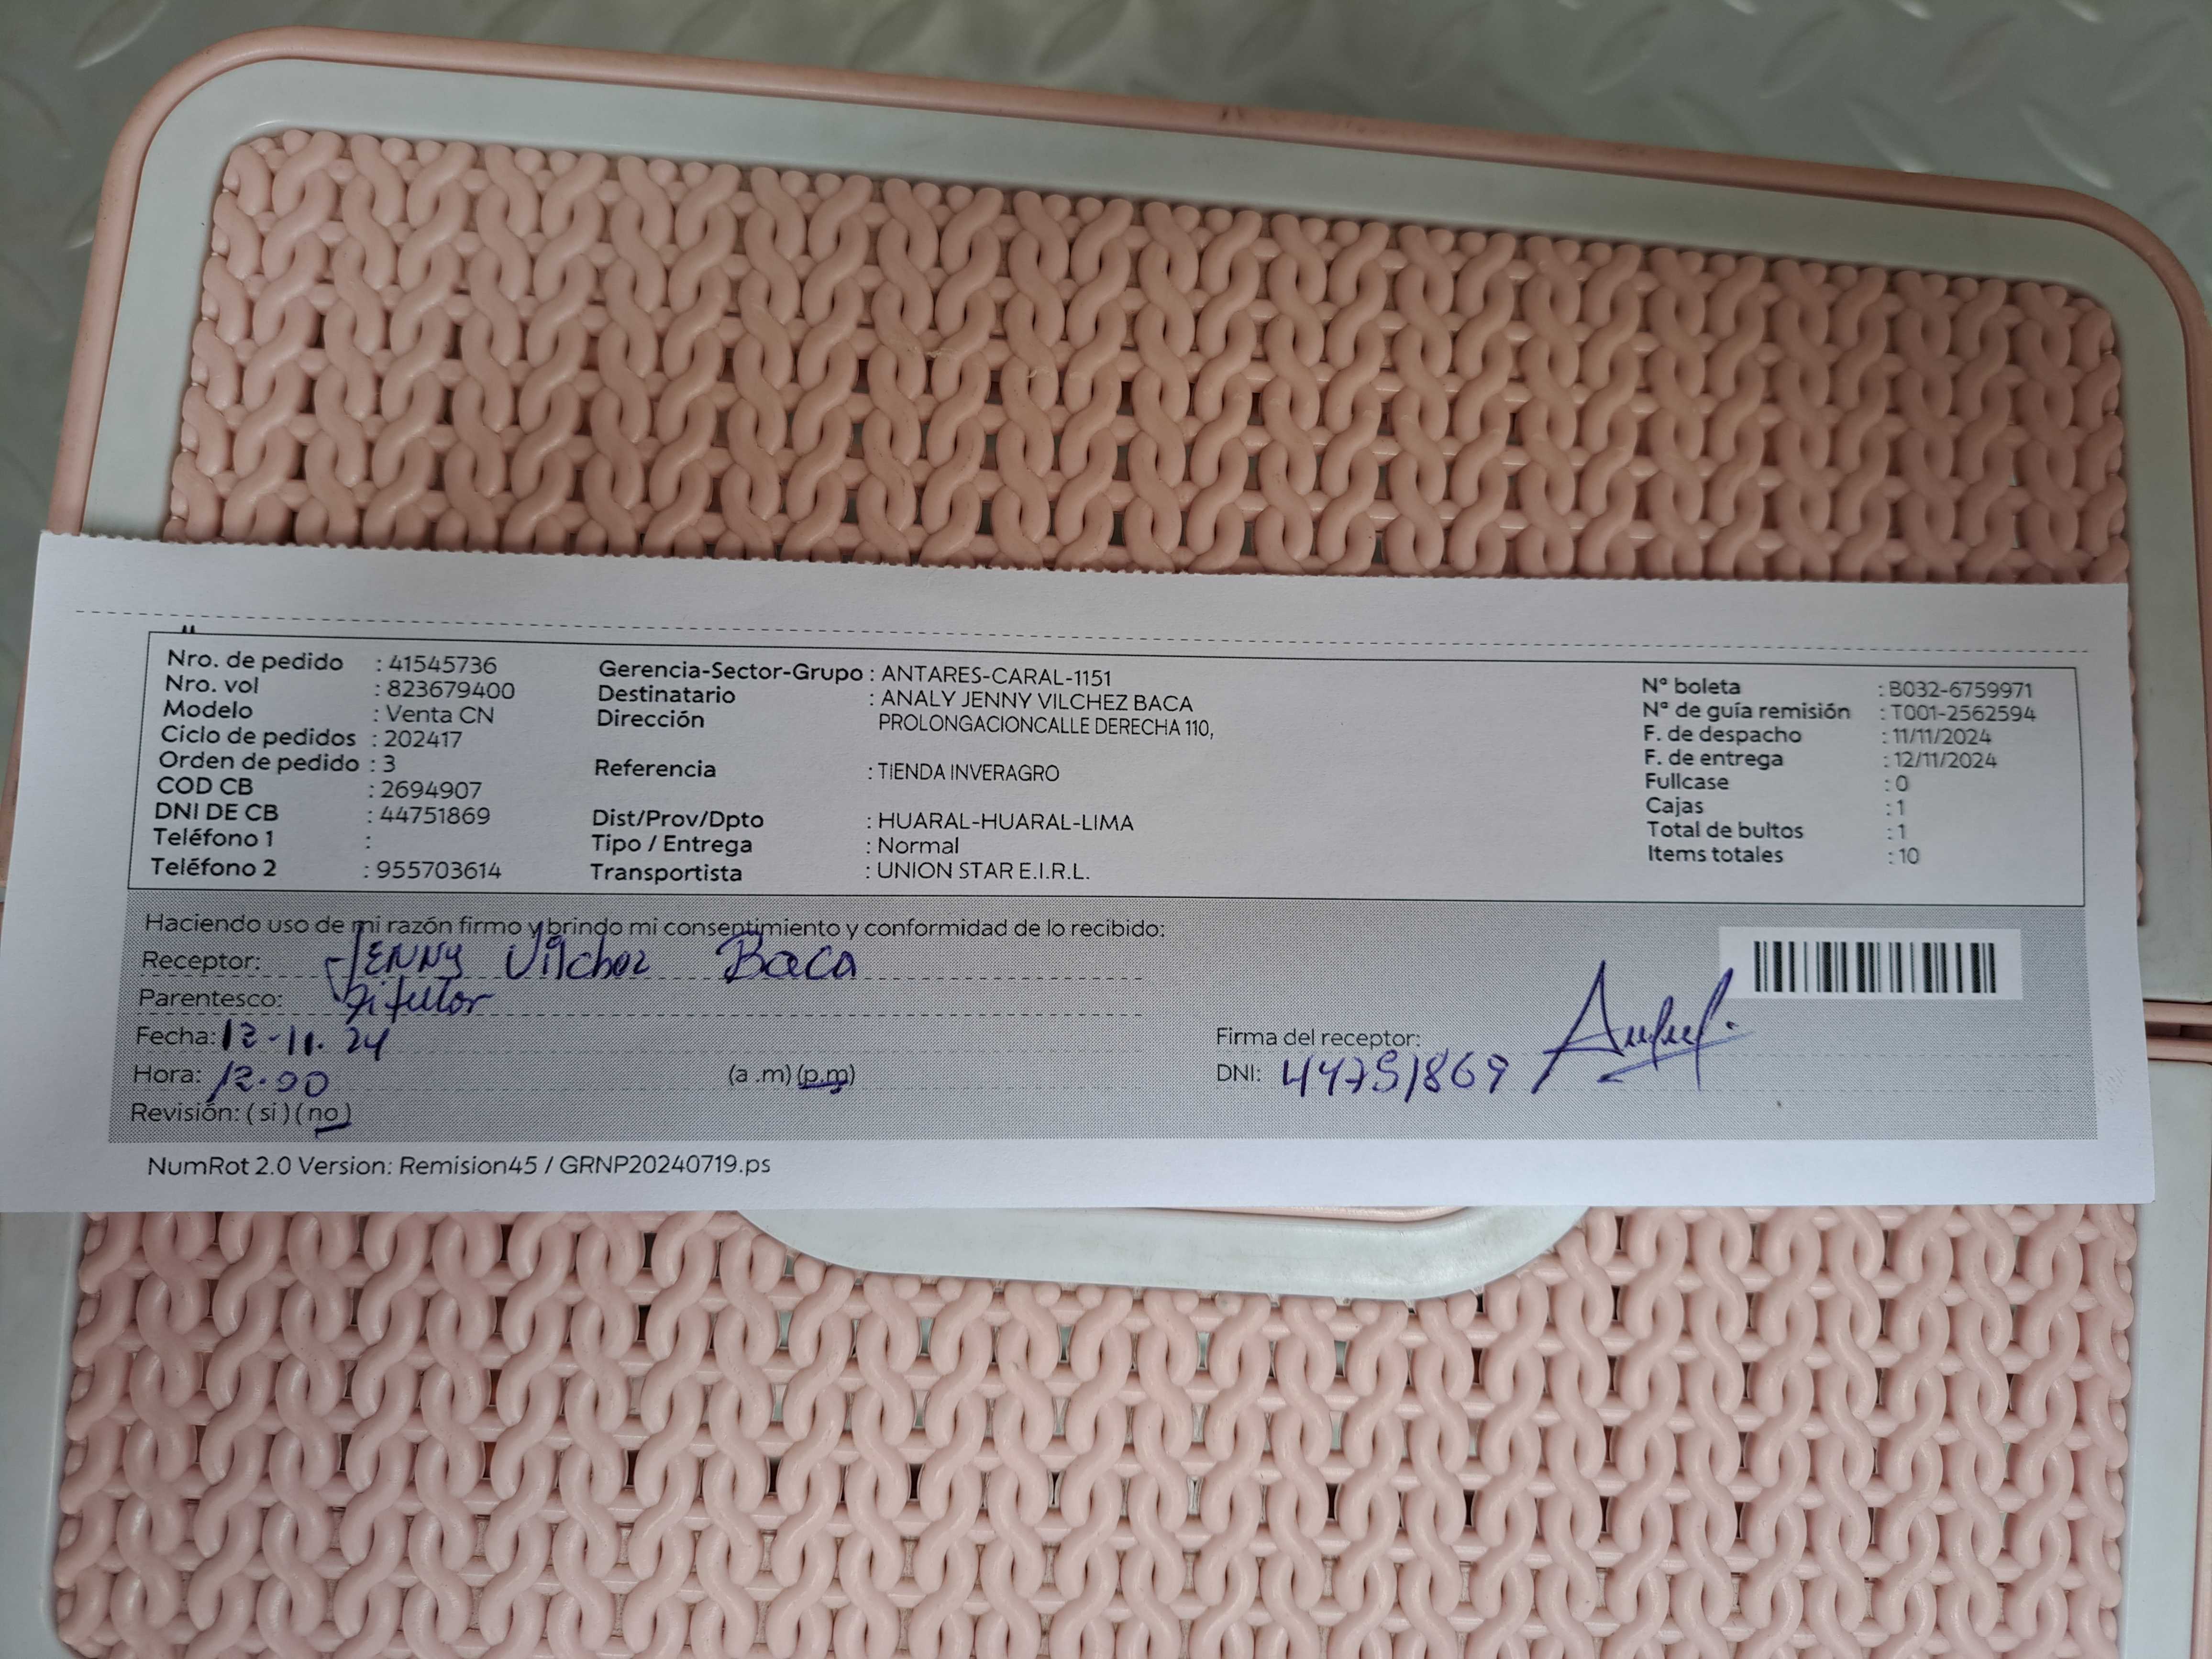 Nro. de pedido : 41545736
Nro. vol : 823679400
Modelo : Venta CN
Ciclo de pedidos : 202417
Orden de pedido : 3
COD CB : 2694907
DNI DE CB : 44751869
Teléfono 1 :
Teléfono 2 : 955703614
Gerencia-Sector-Grupo : ANTARES-CARAL-1151
Destinatario : ANALY JENNY VILCHEZ BACA
Dirección PROLONGACIONCALLE DERECHA 110,
Referencia : TIENDA INVERAGRO
Dist/Prov/Dpto : HUARAL-HUARAL-LIMA
Tipo / Entrega : Normal
Transportista : UNION STAR E.I.R.L.
N° boleta : B032-6759971
N° de guía remisión : T001-2562594
F. de despacho : 11/11/2024
F. de entrega : 12/11/2024
Fullcase : 0
Cajas : 1
Total de bultos : 1
Items totales : 10
Haciendo uso de mi razón firmo y brindo mi consentimiento y conformidad de lo recibido:
Receptor: JENNY Vilchez Baca
Parentesco:
Fecha: 12-11.24
Hora: 12.00 (a .m) (p.m)
Revisión: ( si ) ( no )
Firma del receptor:
DNI: 44751869
NumRot 2.0 Version: Remision45 / GRNP20240719.ps